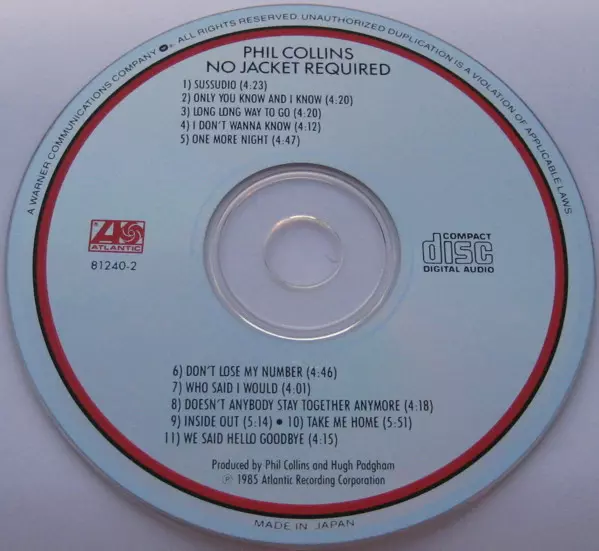 A WARNER COMMUNICATIONS COMPANY ®. ALL RIGHTS RESERVED UNAUTHORIZED DUPLICATION IS A VIOLATION OF APPLICABLE LAWS.
PHIL COLLINS
NO JACKET REQUIRED
1) SUSSUDIO (4:23)
2) ONLY YOU KNOW AND I KNOW (4:20)
3) LONG LONG WAY TO GO (4:20)
4) I DON'T WANNA KNOW (4:12)
5) ONE MORE NIGHT (4:47)
ATLANTIC
81240-2
COMPACT
disc
DIGITAL AUDIO
6) DON'T LOSE MY NUMBER (4:46)
7) WHO SAID I WOULD (4:01)
8) DOESN'T ANYBODY STAY TOGETHER ANYMORE (4:18)
9) INSIDE OUT (5:14) • 10) TAKE ME HOME (5:51)
11) WE SAID HELLO GOODBYE (4:15)
Produced by Phil Collins and Hugh Padgham
℗ 1985 Atlantic Recording Corporation
MADE IN JAPAN